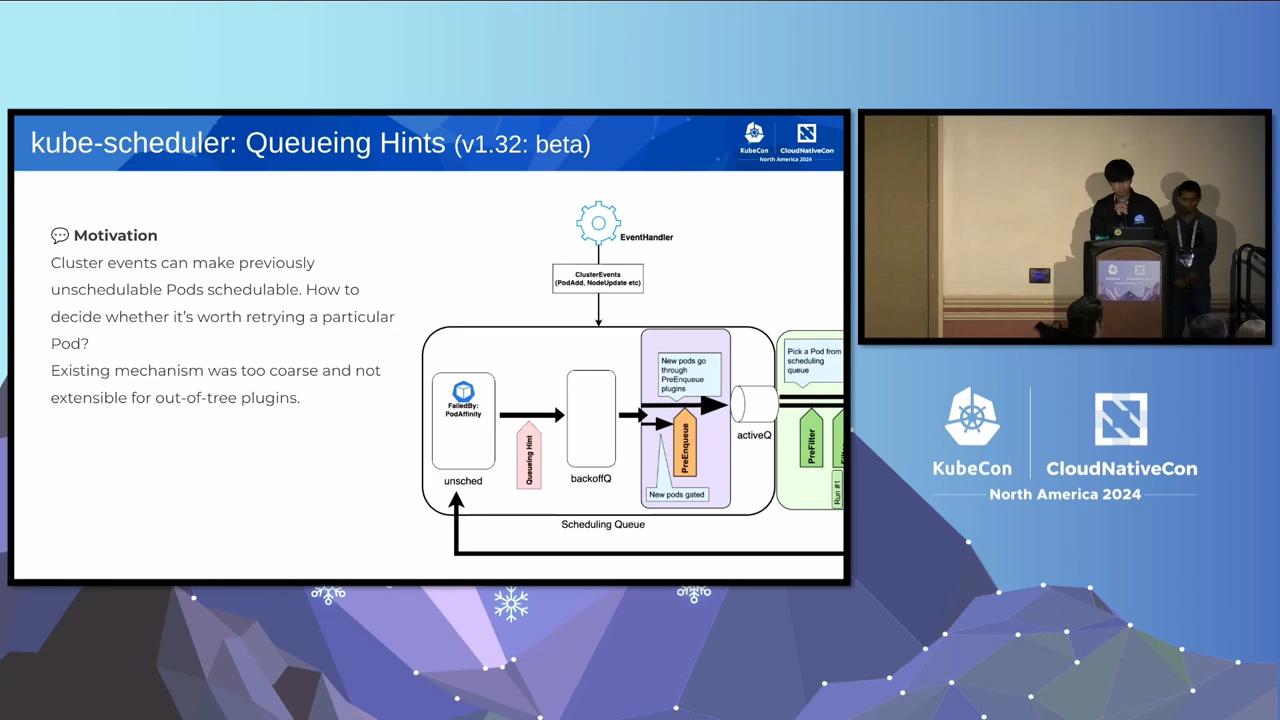 kube-scheduler: Queueing Hints (v1.32: beta)
KubeCon
CloudNativeCon
North America 2024
💬 Motivation
Cluster events can make previously
unschedulable Pods schedulable. How to
decide whether it’s worth retrying a particular
Pod?
Existing mechanism was too coarse and not
extensible for out-of-tree plugins.
EventHandler
ClusterEvents
(PodAdd, NodeUpdate etc)
FailedBy:
PodAffinity
unsched
Queueing Hint
backoffQ
New pods go
through
PreEnqueue
plugins
PreEnqueue
New pods gated
activeQ
Pick a Pod from
scheduling
queue
PreFilter
Run #1
Scheduling Queue
KubeCon
CloudNativeCon
North America 2024